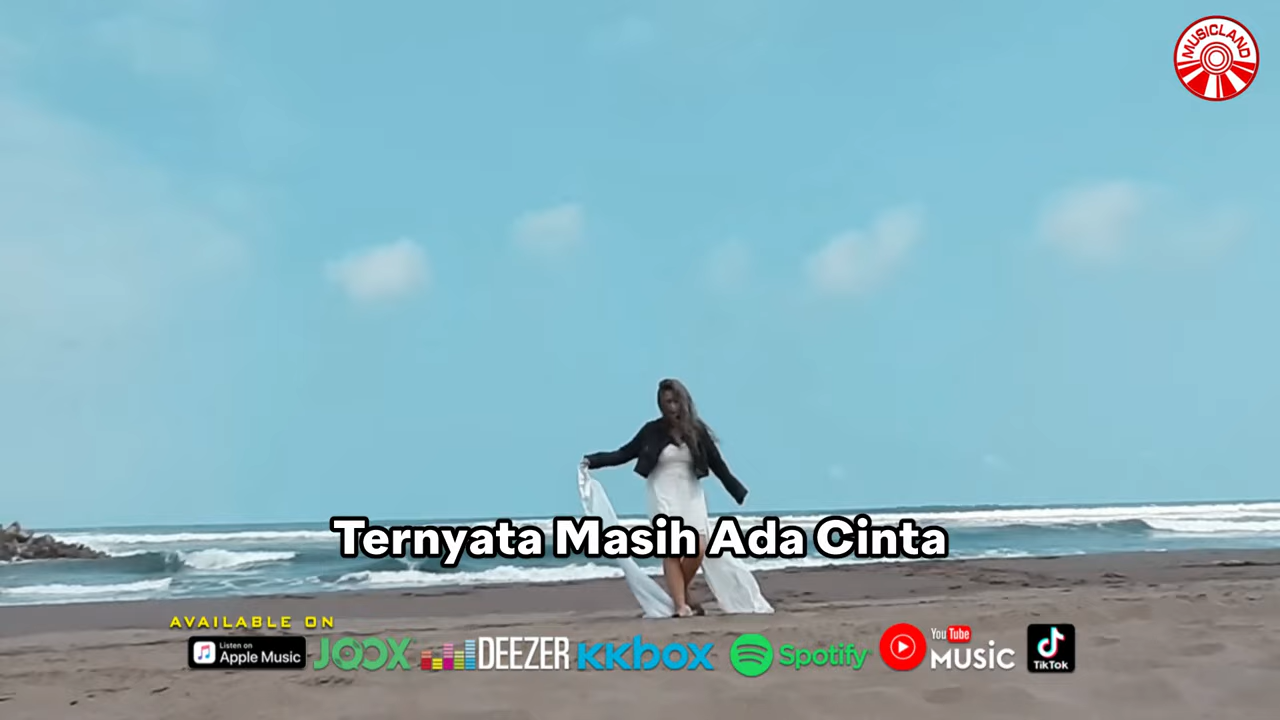 MUSICLAND
Ternyata Masih Ada Cinta
AVAILABLE ON
Listen on
Apple Music
JOOX
DEEZER
KKBOX
Spotify
YouTube
MUSIC
TikTok